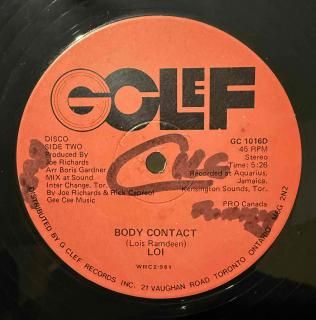 G CLEF
DISCO
SIDE TWO
Produced By
Joe Richards
Arr Boris Gardner
MIX at Sound
Inter Change, Tor.
By Joe Richards & Rick Capreol
Gee Cee Music
GC 1016D
45 RPM
Stereo
Time: 5:26
Recorded at Aquarius,
Jamaica.
Kensington Sounds, Tor.
PRO Canada
BODY CONTACT
(Lois Ramdeen)
LOI
WRC2-981
DISTRIBUTED BY G CLEF RECORDS INC. 21 VAUGHAN ROAD TORONTO ONTARIO M6G 2N2